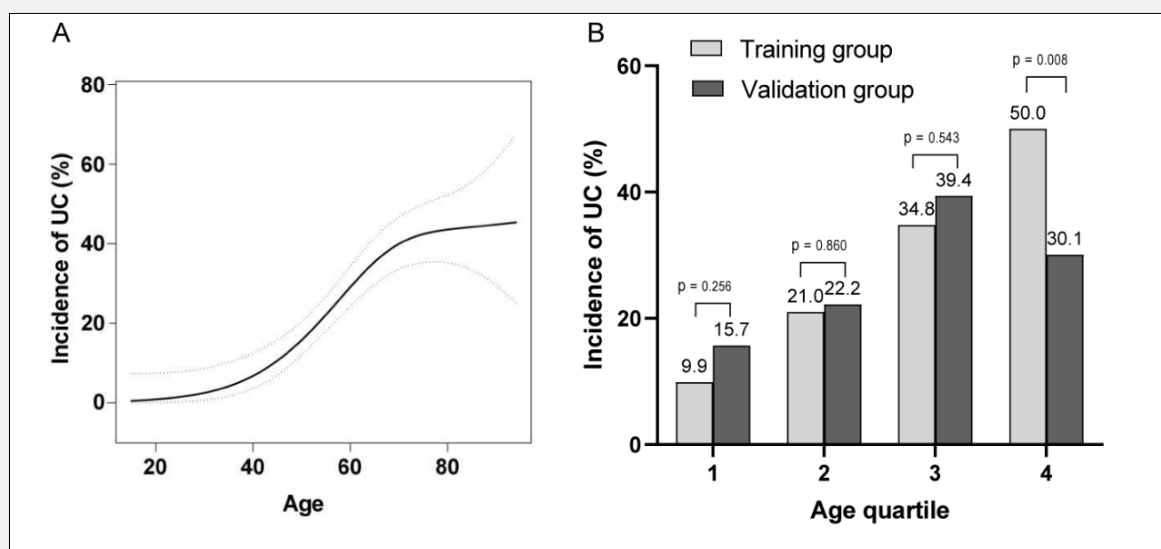 A
Incidence of UC (%)
80
60
40
20
0
20 40 60 80
Age
B
Training group
Validation group
Incidence of UC (%)
60
40
20
0
p = 0.256
9.9 15.7
p = 0.860
21.0 22.2
p = 0.543
34.8 39.4
p = 0.008
50.0 30.1
1 2 3 4
Age quartile